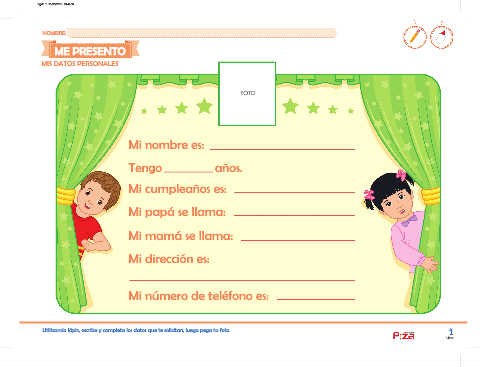 NOMBRE:
ME PRESENTO
MIS DATOS PERSONALES
FOTO
Mi nombre es:
Tengo años.
Mi cumpleaños es:
Mi papá se llama:
Mi mamá se llama:
Mi dirección es:
Mi número de teléfono es:
Utilizando lápiz, escribe y completa los datos que te solicitan, luego pega tu foto.
1